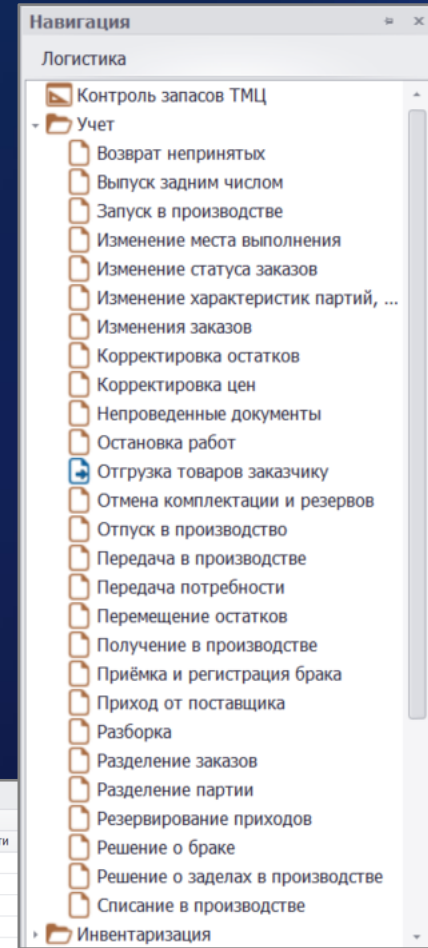 Навигация
Логистика
Контроль запасов ТМЦ
Учет
Возврат непринятых
Выпуск задним числом
Запуск в производстве
Изменение места выполнения
Изменение статуса заказов
Изменение характеристик партий, ...
Изменения заказов
Корректировка остатков
Корректировка цен
Непроведенные документы
Остановка работ
Отгрузка товаров заказчику
Отмена комплектации и резервов
Отпуск в производство
Передача в производстве
Передача потребности
Перемещение остатков
Получение в производстве
Приёмка и регистрация брака
Приход от поставщика
Разборка
Разделение заказов
Разделение партии
Резервирование приходов
Решение о браке
Решение о заделах в производстве
Списание в производстве
Инвентаризация
ти